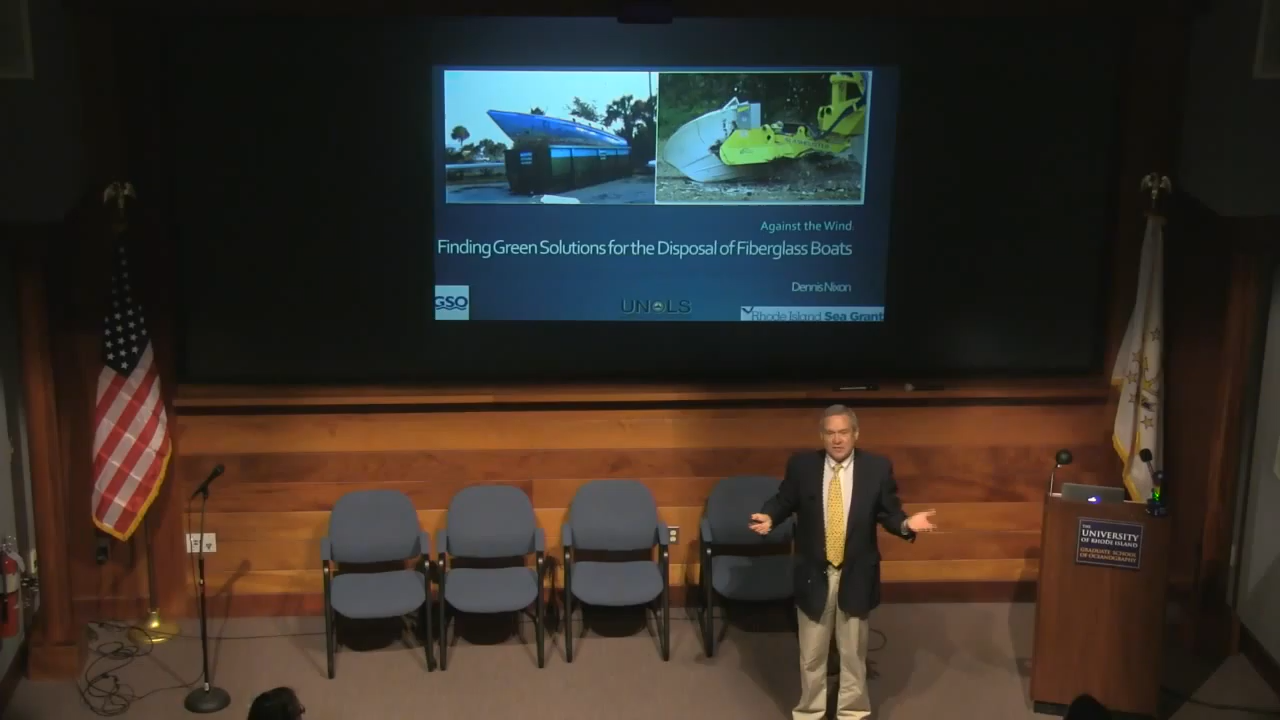 Against the Wind
Finding Green Solutions for the Disposal of Fiberglass Boats
Dennis Nixon
GSO
UNOLS
Rhode Island Sea Grant
THE
UNIVERSITY
OF RHODE ISLAND
GRADUATE SCHOOL
OF OCEANOGRAPHY